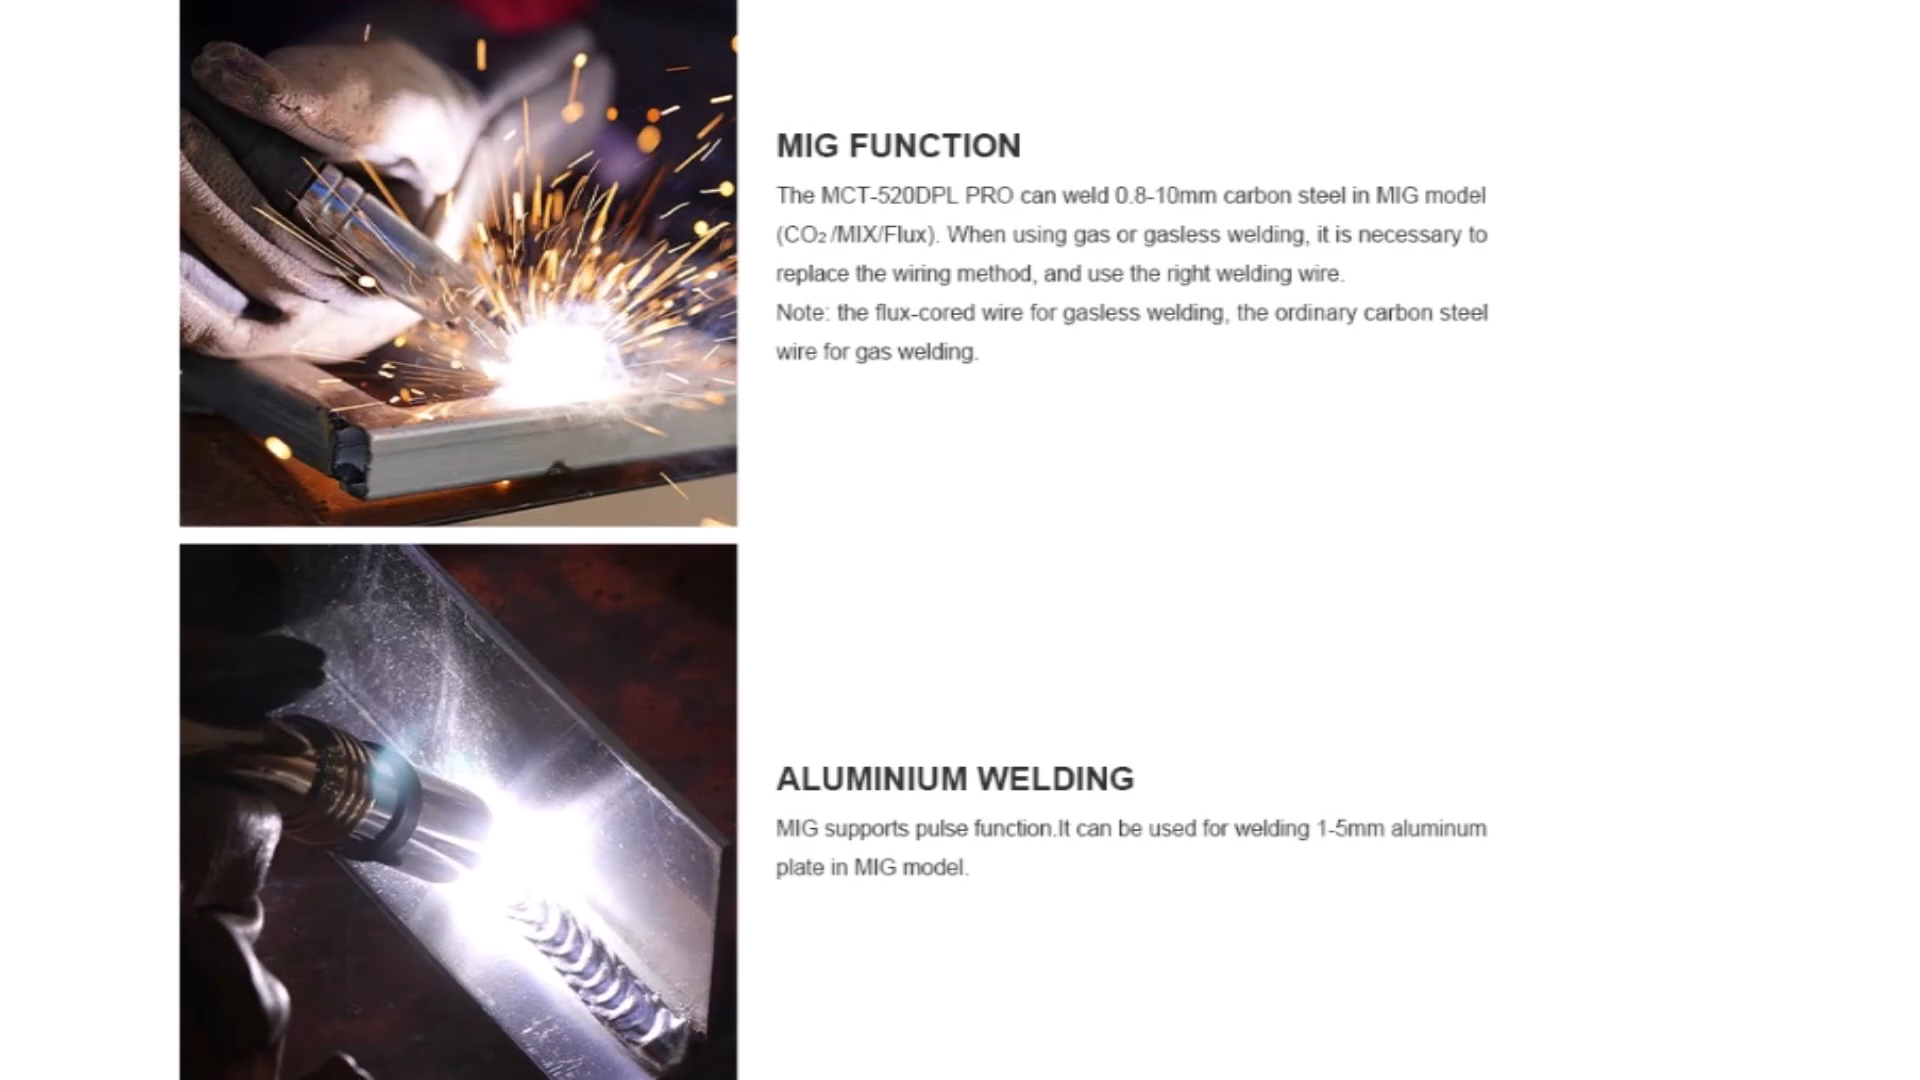 MIG FUNCTION
The MCT-520DPL PRO can weld 0.8-10mm carbon steel in MIG model
(CO₂/MIX/Flux). When using gas or gasless welding, it is necessary to
replace the wiring method, and use the right welding wire.
Note: the flux-cored wire for gasless welding, the ordinary carbon steel
wire for gas welding.
ALUMINIUM WELDING
MIG supports pulse function.It can be used for welding 1-5mm aluminum
plate in MIG model.